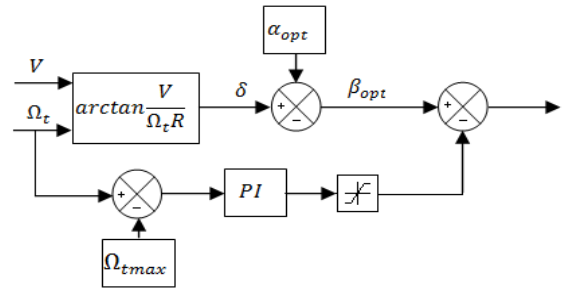 α_opt
V
Ω_t
arctan V/(Ω_t R)
δ
+
−
β_opt
+
−
+
−
PI
Ω_tmax